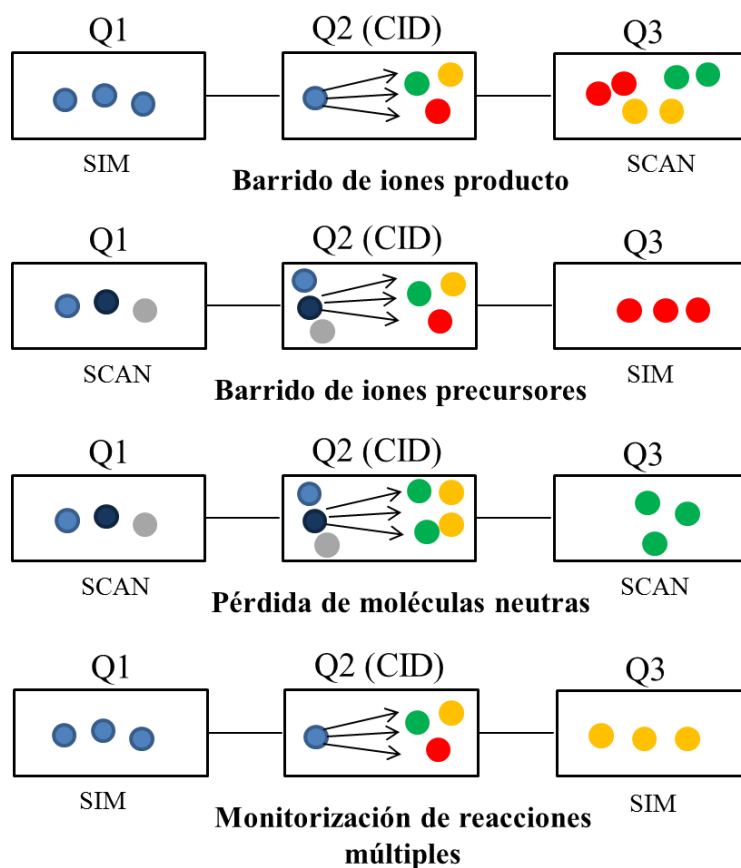 Q1
Q2 (CID)
Q3
SIM
SCAN
Barrido de iones producto
Q1
Q2 (CID)
Q3
SCAN
SIM
Barrido de iones precursores
Q1
Q2 (CID)
Q3
SCAN
SCAN
Pérdida de moléculas neutras
Q1
Q2 (CID)
Q3
SIM
SIM
Monitorización de reacciones
múltiples